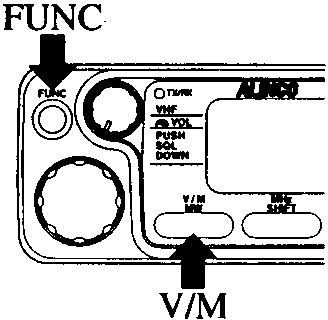 FUNC
FUNC
TX/RX
ALINCO
VHF
VOL
PUSH
SQL
DOWN
V/M
MW
MHz
SHIFT
V/M